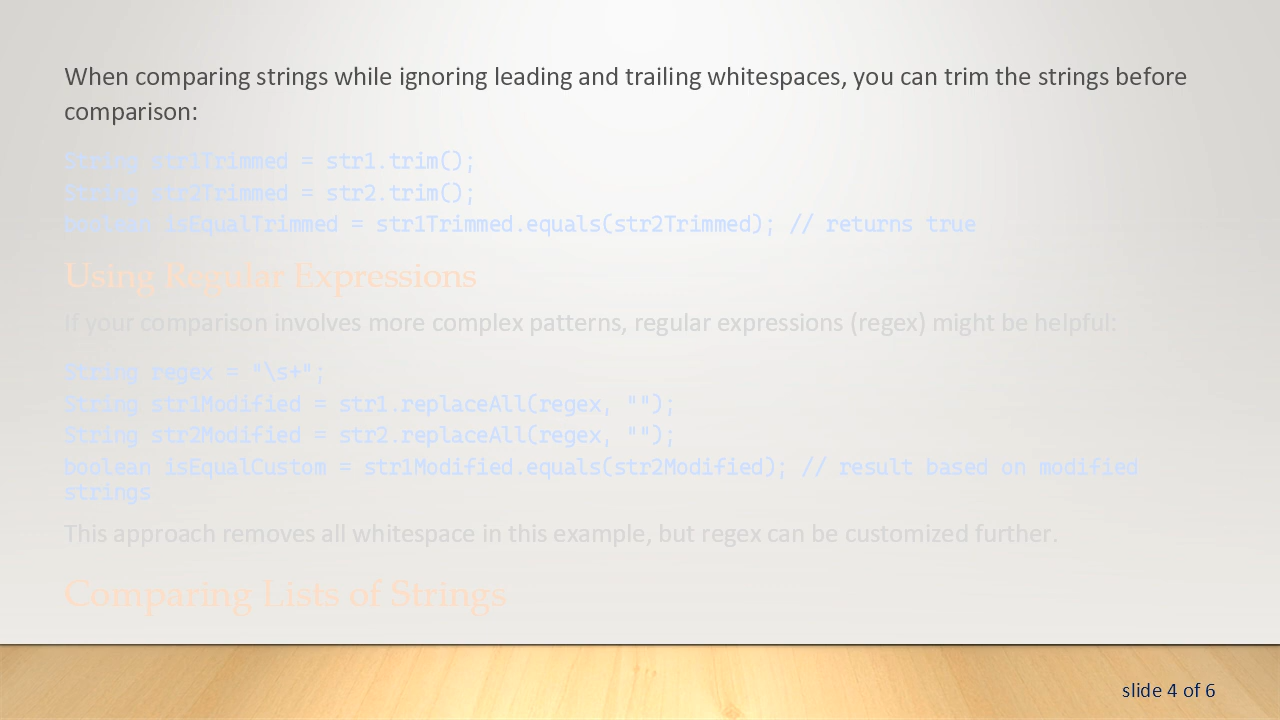 When comparing strings while ignoring leading and trailing whitespaces, you can trim the strings before
comparison:
String str1Trimmed = str1.trim();
String str2Trimmed = str2.trim();
boolean isEqualTrimmed = str1Trimmed.equals(str2Trimmed); // returns true
Using Regular Expressions
If your comparison involves more complex patterns, regular expressions (regex) might be helpful:
String regex = "\s+";
String str1Modified = str1.replaceAll(regex, "");
String str2Modified = str2.replaceAll(regex, "");
boolean isEqualCustom = str1Modified.equals(str2Modified); // result based on modified
strings
This approach removes all whitespace in this example, but regex can be customized further.
Comparing Lists of Strings
slide 4 of 6